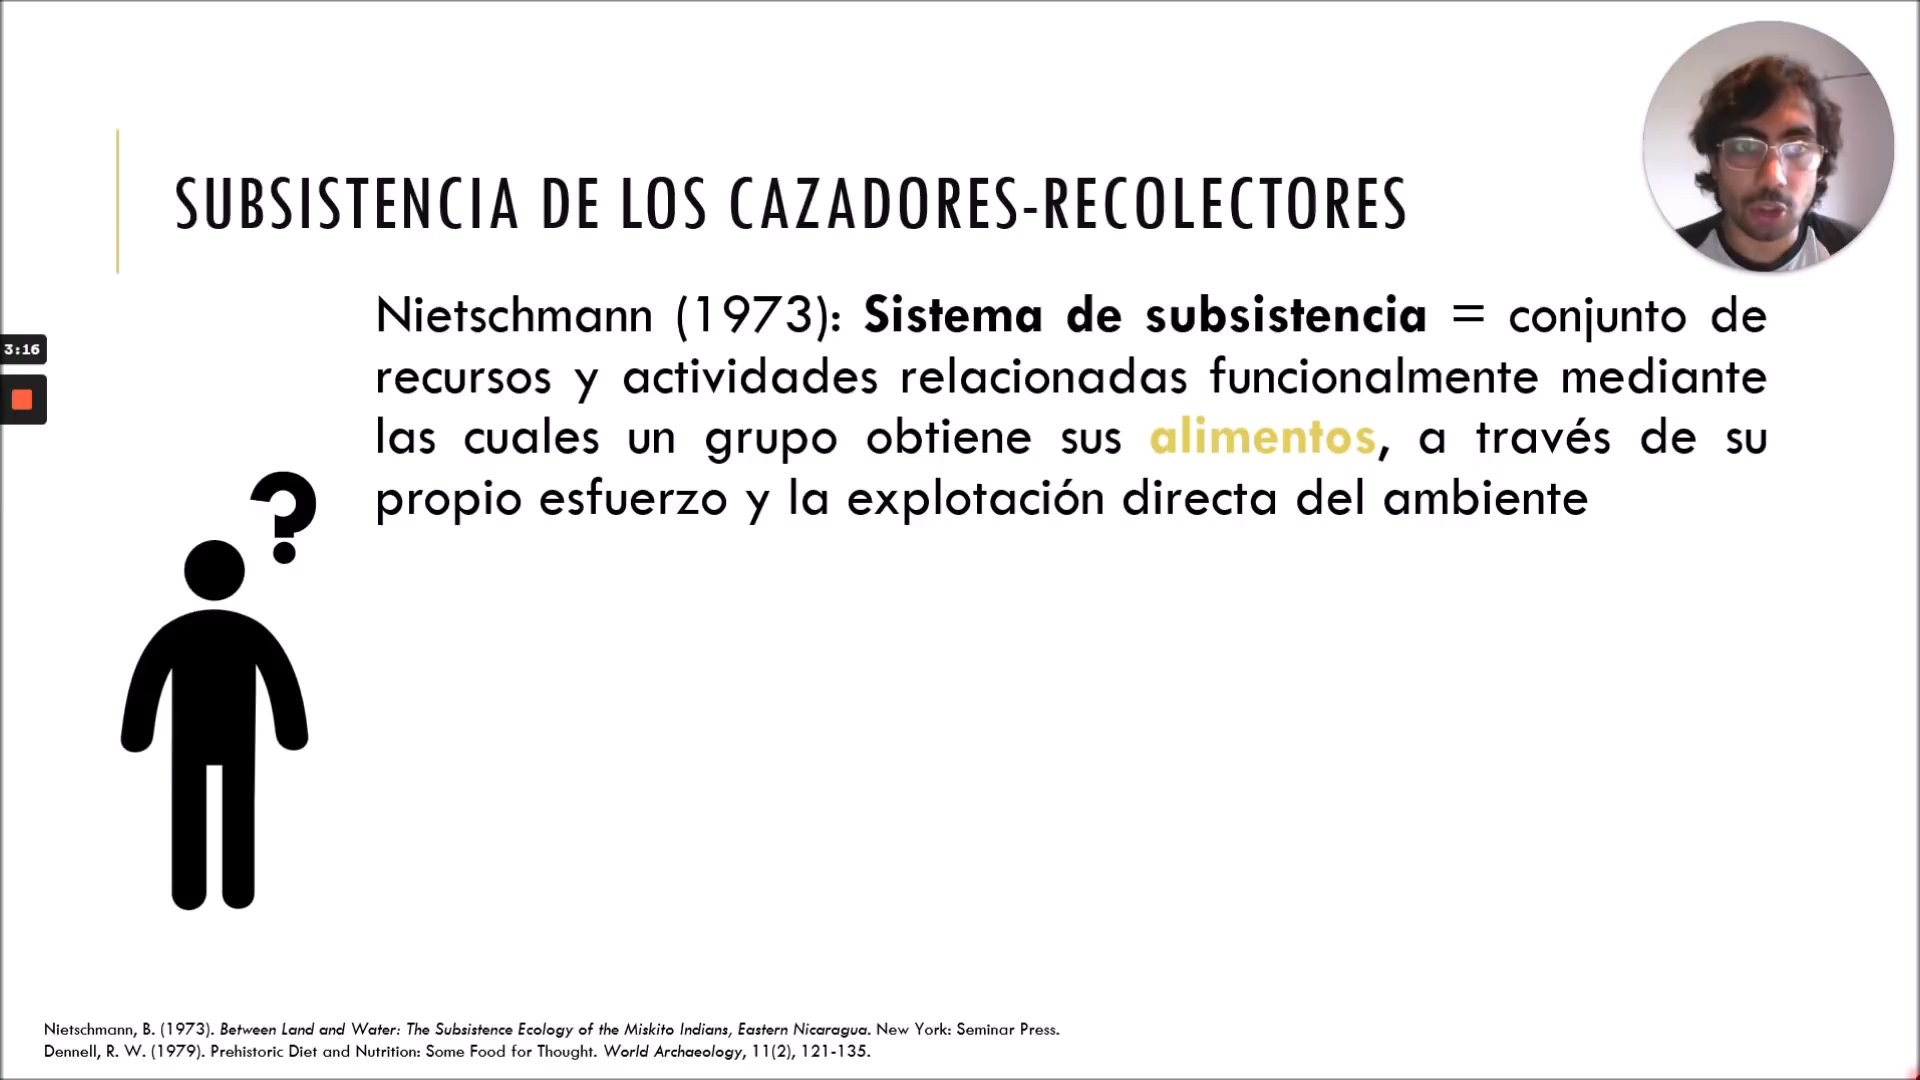 SUBSISTENCIA DE LOS CAZADORES-RECOLECTORES
Nietschmann (1973): Sistema de subsistencia = conjunto de
recursos y actividades relacionadas funcionalmente mediante
las cuales un grupo obtiene sus alimentos, a través de su
propio esfuerzo y la explotación directa del ambiente
3:16
?
Nietschmann, B. (1973). Between Land and Water: The Subsistence Ecology of the Miskito Indians, Eastern Nicaragua. New York: Seminar Press.
Dennell, R. W. (1979). Prehistoric Diet and Nutrition: Some Food for Thought. World Archaeology, 11(2), 121-135.